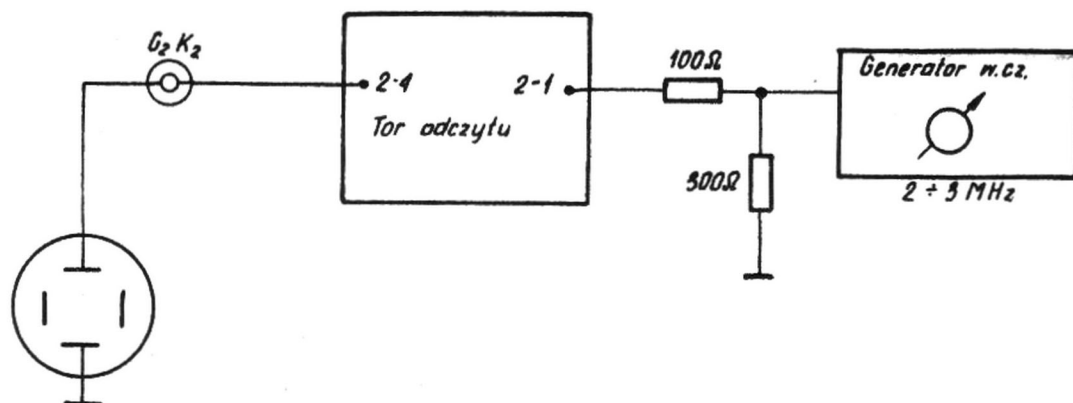 G₂ K₂
2-4
2-1
Tor odczytu
100Ω
300Ω
Generator w.cz.
2 ÷ 3 MHz